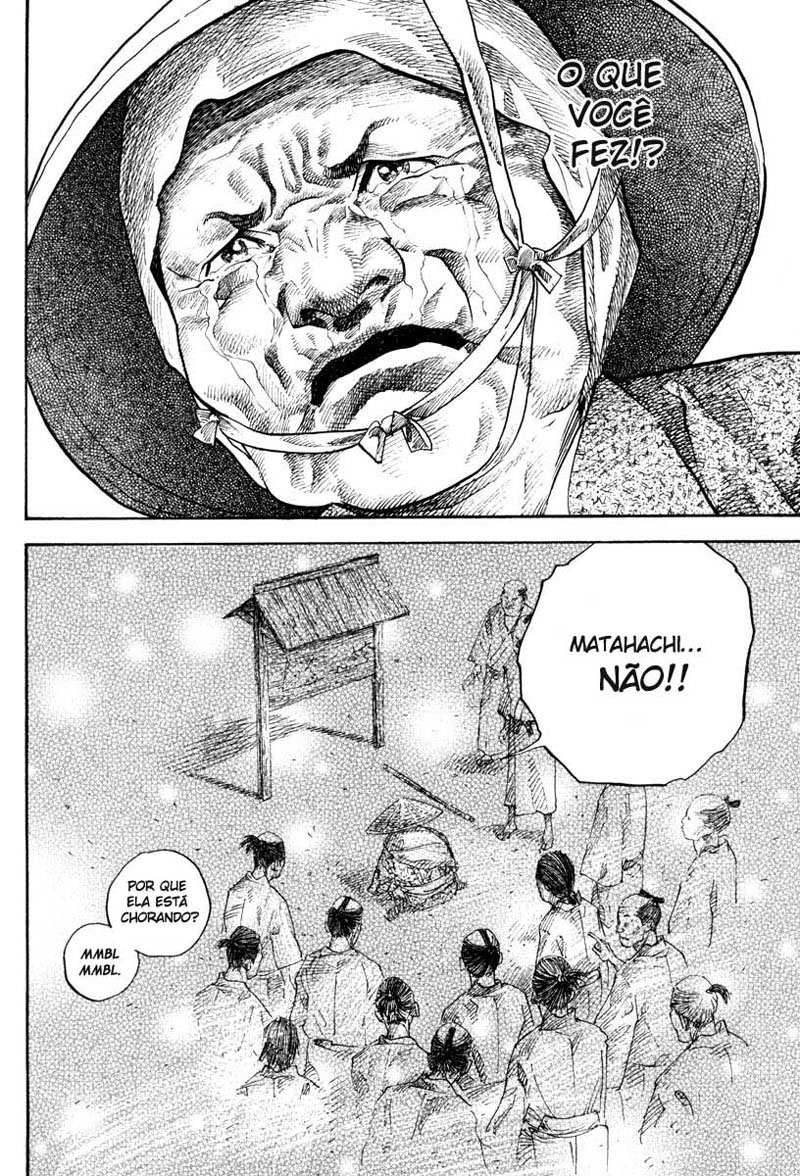 O QUE
VOCÊ
FEZ!?
MATAHACHI...
NÃO!!
POR QUE
ELA ESTÁ
CHORANDO?
MMBL
MMBL.